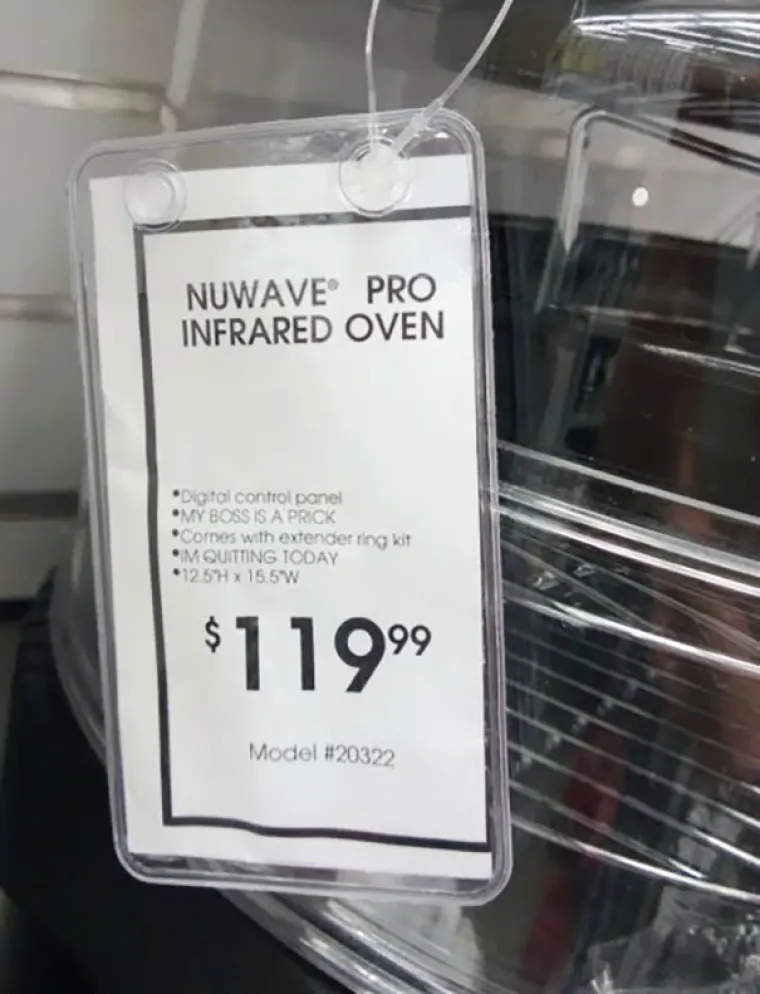 NUWAVE® PRO
INFRARED OVEN
•Digital control panel
•MY BOSS IS A PRICK
•Comes with extender ring kit
•IM QUITTING TODAY
•12.5"H x 15.5"W
$11999
Model #20322